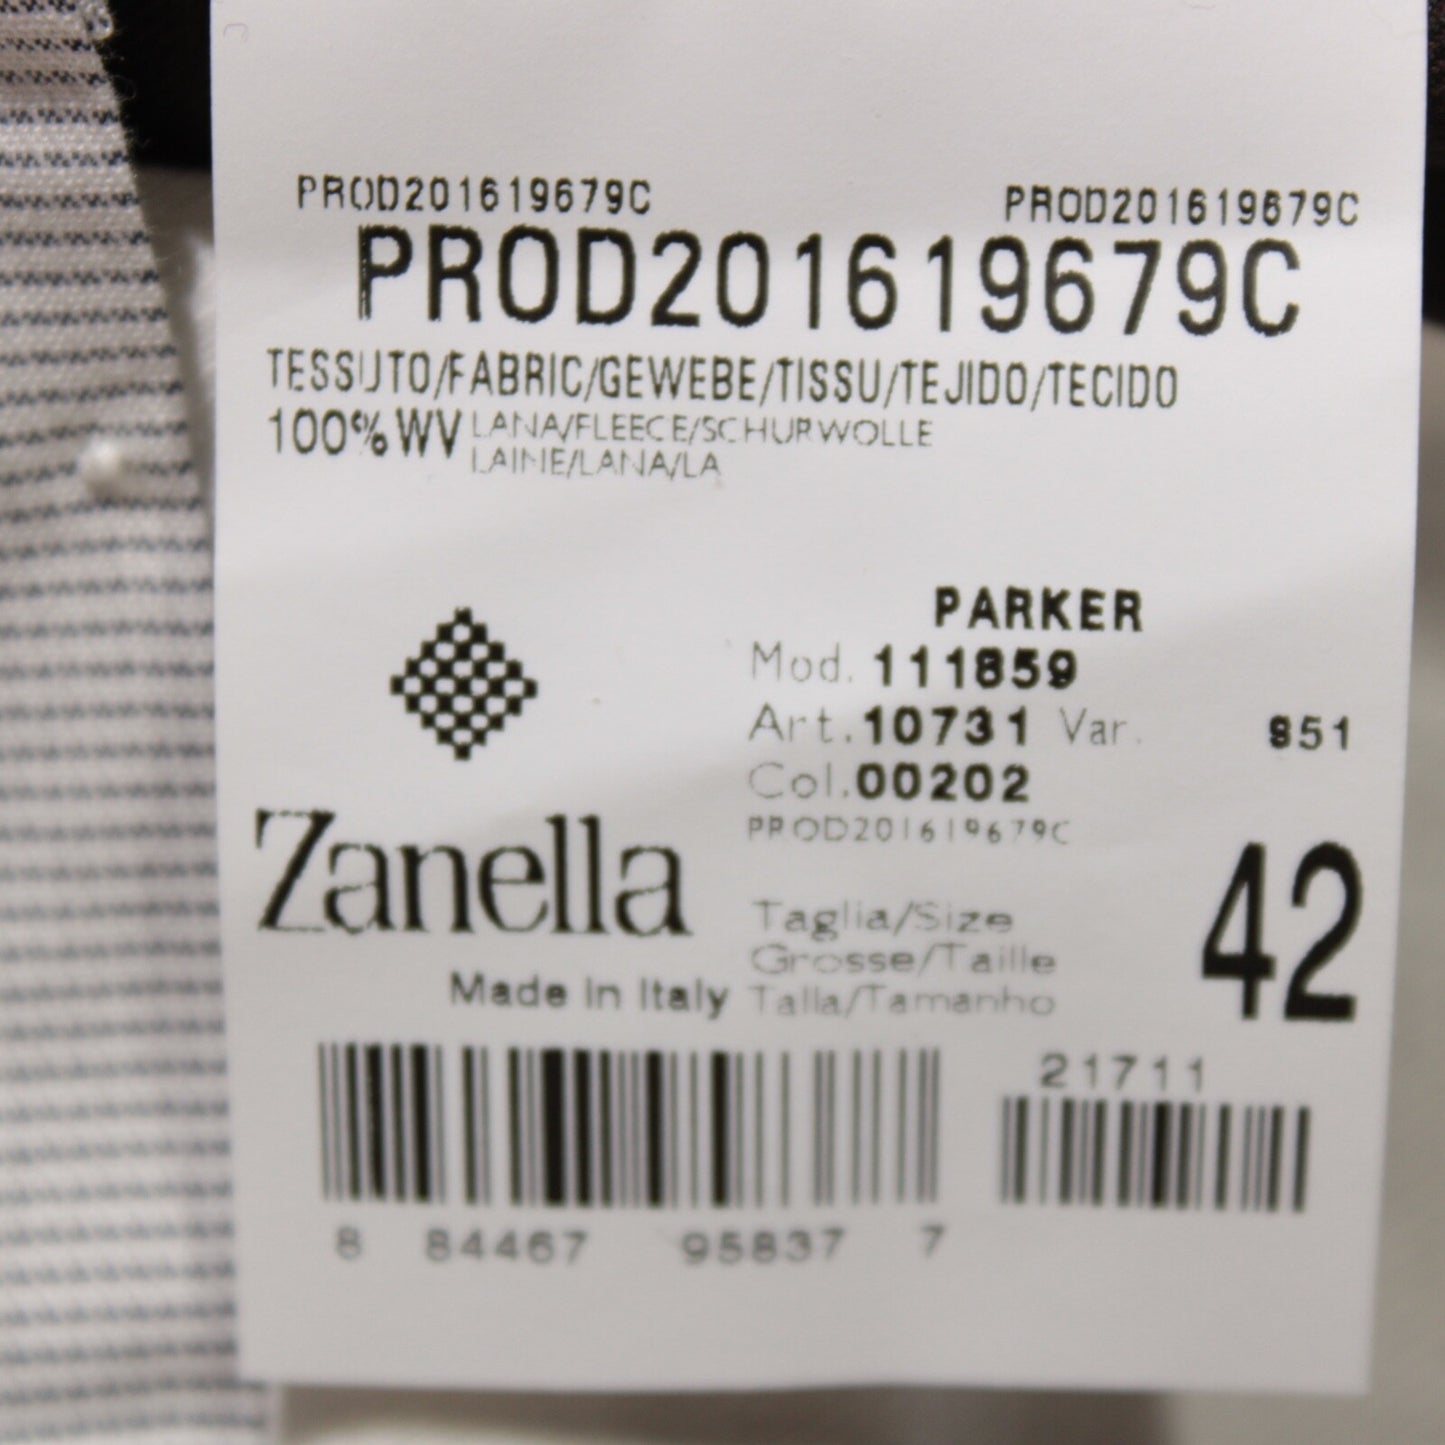 PROD201619679C PROD201619679C
PROD201619679C
TESSUTO/FABRIC/GEWEBE/TISSU/TEJIDO/TECIDO
100% WV LANA/FLEECE/SCHURWOLLE
LAINE/LANA/LA
PARKER
Mod. 111859
Art. 10731 Var. S51
Col. 00202
PROD201619679C
Zanella
Made in Italy
Taglia/Size
Grosse/Taille
Talla/Tamanho
42
21711
8 84467 95837 7